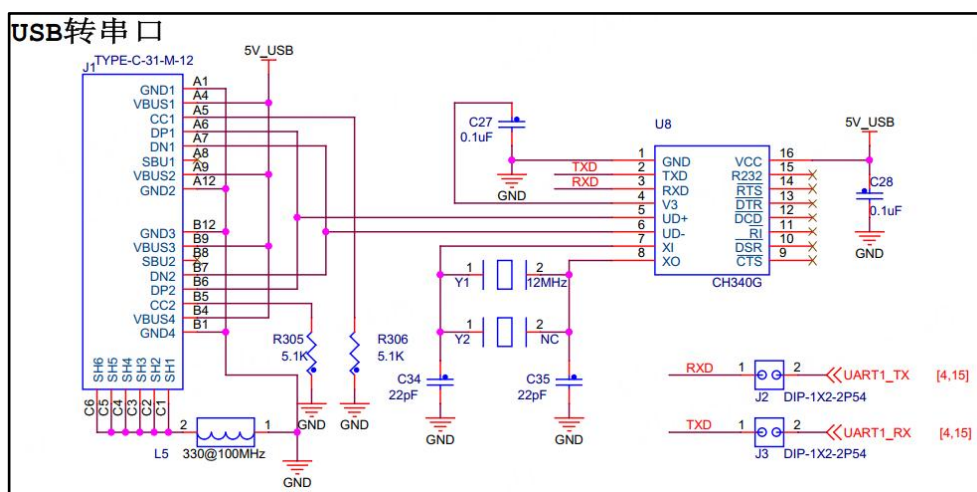 USB转串口
J1
TYPE-C-31-M-12
5V_USB
GND1 A1
VBUS1 A4
CC1 A5
DP1 A6
DN1 A7
SBU1 A8
VBUS2 A9
GND2 A12
GND3 B12
VBUS3 B9
SBU2 B8
DN2 B7
DP2 B6
CC2 B5
VBUS4 B4
GND4 B1
SH6 SH5 SH4 SH3 SH2 SH1
C6 C5 C4 C3 C2 C1
2 1
L5 330@100MHz
GND
R305
5.1K
GND
R306
5.1K
GND
C27
0.1uF
GND
TXD
RXD
U8
1 GND VCC 16
2 TXD R232 15
3 RXD RTS 14
4 V3 DTR 13
5 UD+ DCD 12
6 UD- RI 11
7 XI DSR 10
8 XO CTS 9
CH340G
5V_USB
C28
0.1uF
GND
1 2
Y1 12MHz
1 2
Y2 NC
C34
22pF
GND
C35
22pF
GND
RXD 1 2 UART1_TX [4,15]
J2 DIP-1X2-2P54
TXD 1 2 UART1_RX [4,15]
J3 DIP-1X2-2P54